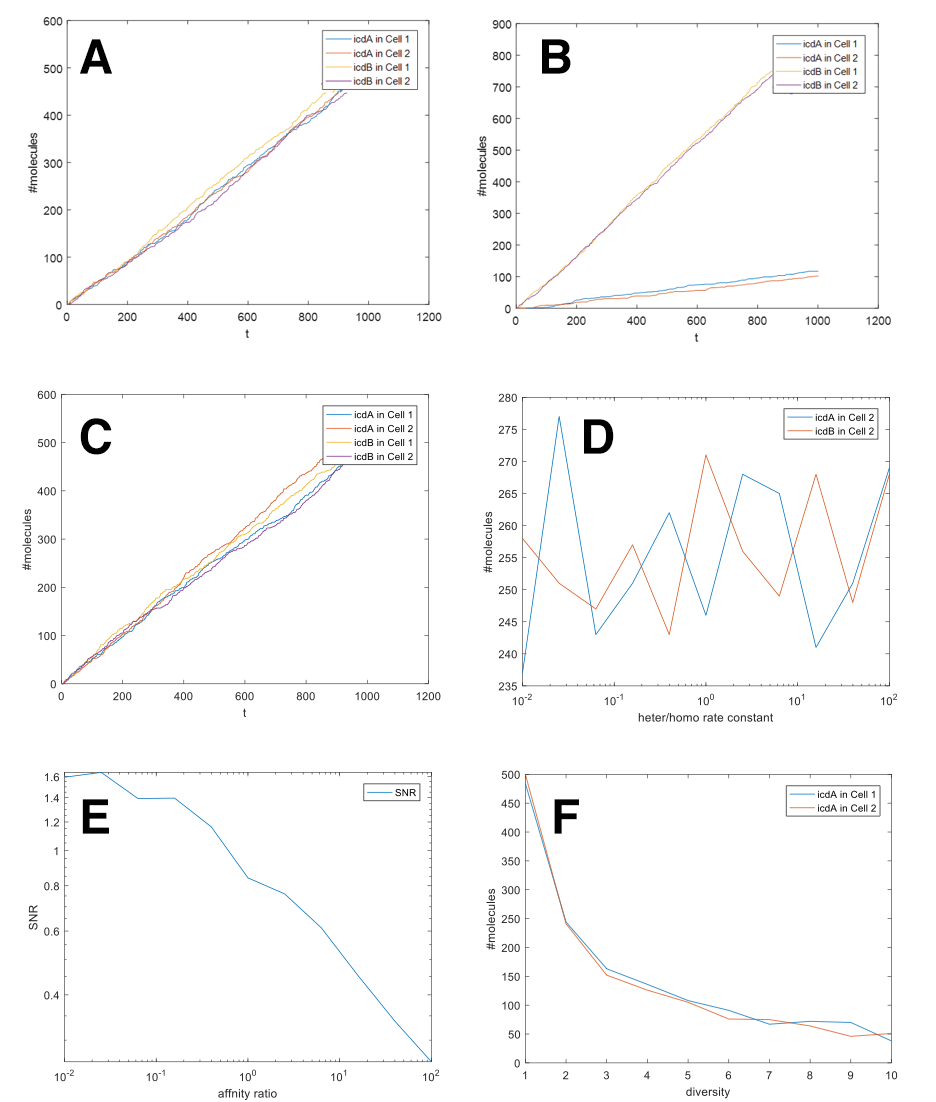 A
600
500
400
300
200
100
0
#molecules
0 200 400 600 800 1000 1200
t
icdA in Cell 1
icdA in Cell 2
icdB in Cell 1
icdB in Cell 2
B
900
800
700
600
500
400
300
200
100
0
#molecules
0 200 400 600 800 1000 1200
t
icdA in Cell 1
icdA in Cell 2
icdB in Cell 1
icdB in Cell 2
C
600
500
400
300
200
100
0
#molecules
0 200 400 600 800 1000 1200
t
icdA in Cell 1
icdA in Cell 2
icdB in Cell 1
icdB in Cell 2
D
280
275
270
265
260
255
250
245
240
235
#molecules
10-2 10-1 100 101 102
heter/homo rate constant
icdA in Cell 2
icdB in Cell 2
E
1.6
1.4
1.2
1
0.8
0.6
0.4
SNR
10-2 10-1 100 101 102
affnity ratio
SNR
F
500
450
400
350
300
250
200
150
100
50
0
#molecules
1 2 3 4 5 6 7 8 9 10
diversity
icdA in Cell 1
icdA in Cell 2